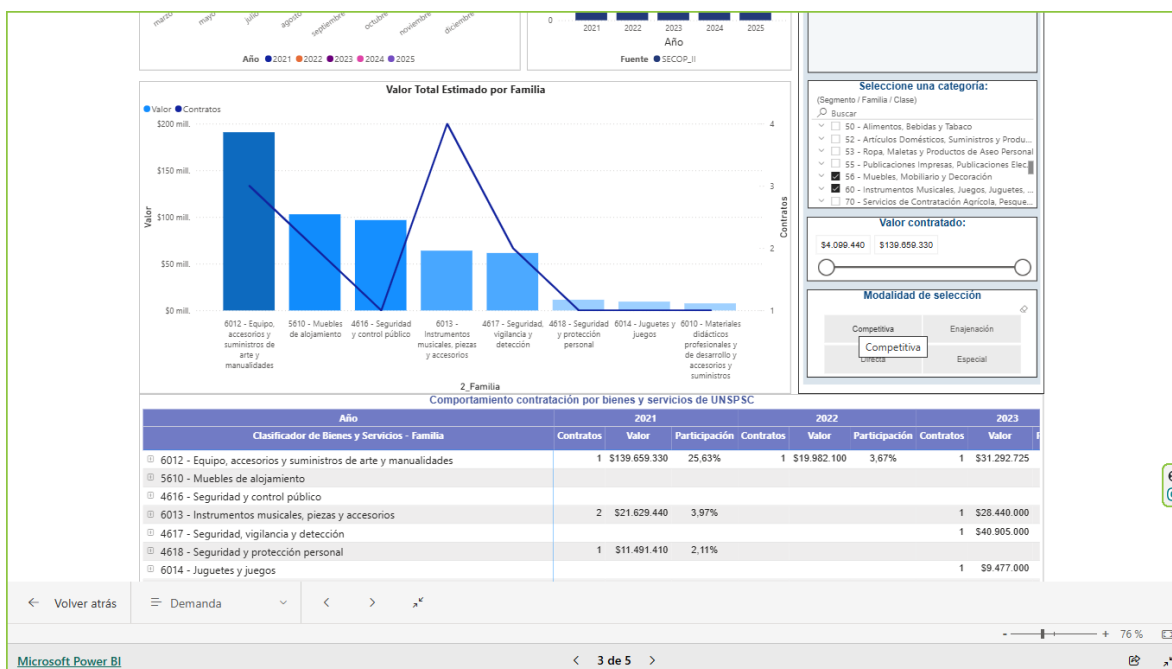 marzo mayo julio agosto septiembre octubre noviembre diciembre
Año 2021 2022 2023 2024 2025
0
2021 2022 2023 2024 2025
Año
Fuente SECOP_II
Valor Total Estimado por Familia
Valor Contratos
$200 mill.
$150 mill.
$100 mill.
$50 mill.
$0 mill.
Valor
4
3
2
1
Contratos
6012 - Equipo,
accesorios y
suministros de
arte y
manualidades
5610 - Muebles
de alojamiento
4616 - Seguridad
y control público
6013 -
Instrumentos
musicales, piezas
y accesorios
4617 - Seguridad,
vigilancia y
detección
4618 - Seguridad
y protección
personal
6014 - Juguetes y
juegos
6010 - Materiales
didácticos
profesionales y
de desarrollo y
accesorios y
suministros
2_Familia
Seleccione una categoría:
(Segmento / Familia / Clase)
Buscar
50 - Alimentos, Bebidas y Tabaco
52 - Artículos Domésticos, Suministros y Produ...
53 - Ropa, Maletas y Productos de Aseo Personal
55 - Publicaciones Impresas, Publicaciones Elec...
56 - Muebles, Mobiliario y Decoración
60 - Instrumentos Musicales, Juegos, Juguetes, ...
70 - Servicios de Contratación Agrícola, Pesque...
Valor contratado:
$4.099.440 $139.659.330
Modalidad de selección
Competitiva Enajenación
Competitiva
Directa Especial
Comportamiento contratación por bienes y servicios de UNSPSC
Año 2021 2022 2023
Clasificador de Bienes y Servicios - Familia Contratos Valor Participación Contratos Valor Participación Contratos Valor
6012 - Equipo, accesorios y suministros de arte y manualidades 1 $139.659.330 25,63% 1 $19.982.100 3,67% 1 $31.292.725
5610 - Muebles de alojamiento
4616 - Seguridad y control público
6013 - Instrumentos musicales, piezas y accesorios 2 $21.629.440 3,97% 1 $28.440.000
4617 - Seguridad, vigilancia y detección 1 $40.905.000
4618 - Seguridad y protección personal 1 $11.491.410 2,11%
6014 - Juguetes y juegos 1 $9.477.000
Volver atrás Demanda
- + 76 %
Microsoft Power BI 3 de 5